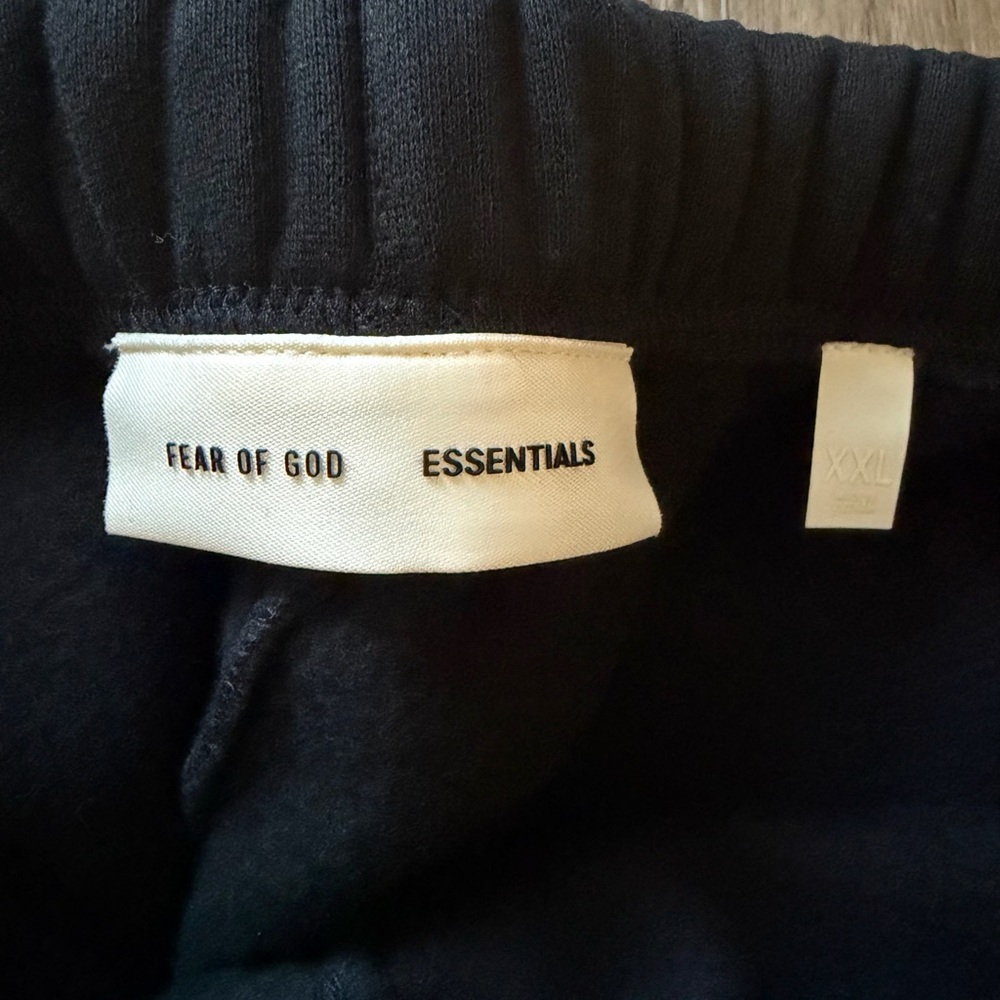 FEAR OF GOD ESSENTIALS
XXL